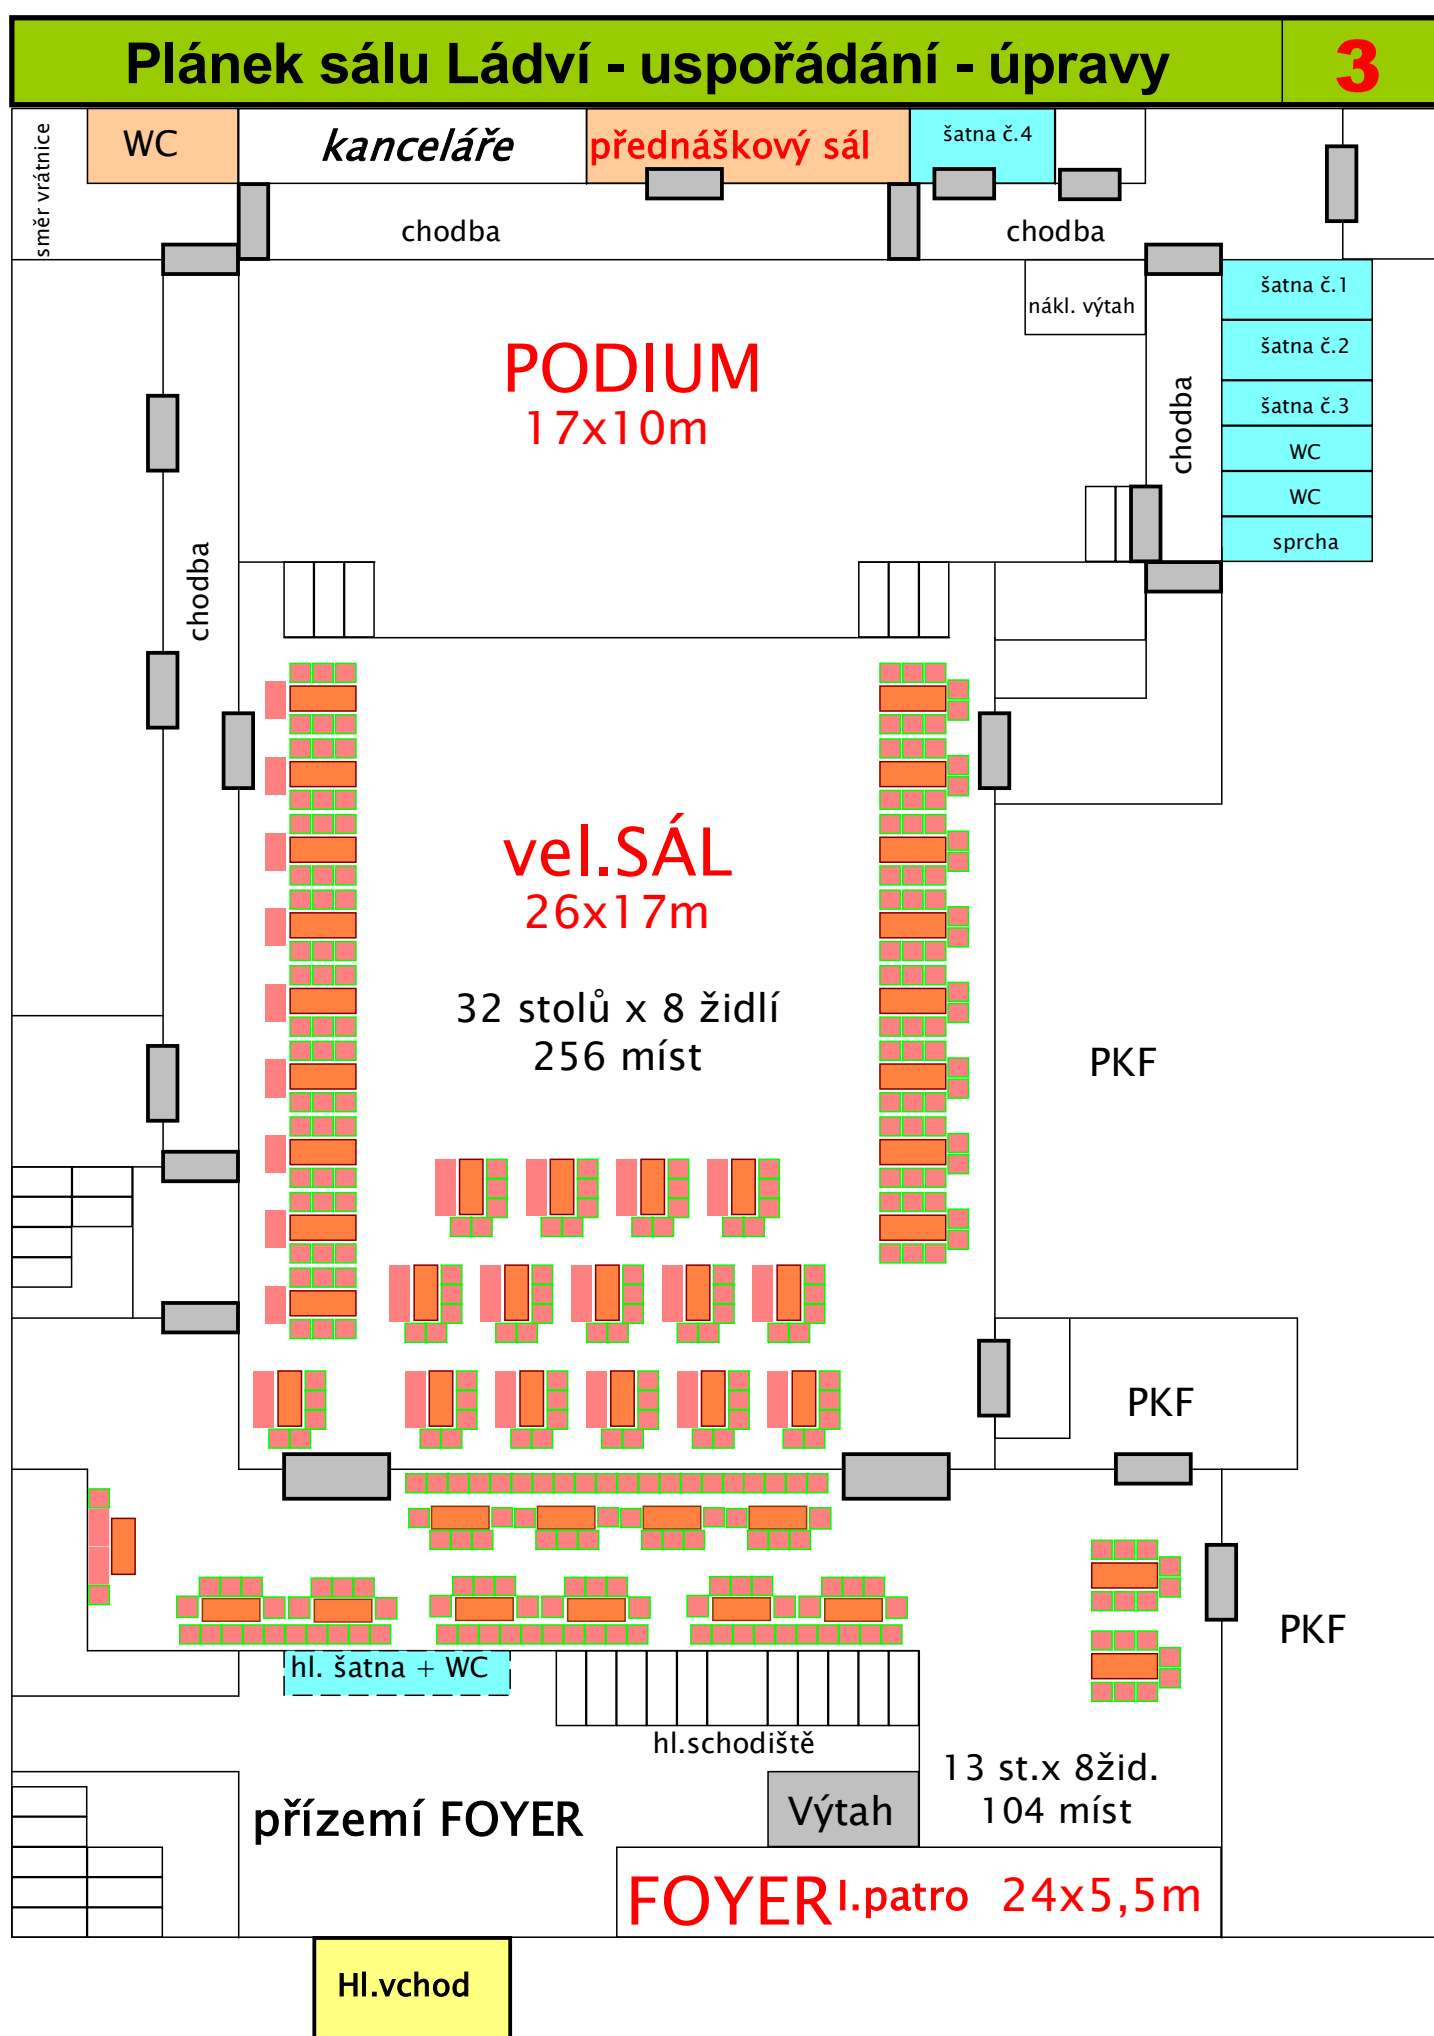 Plánek sálu Ládví - uspořádání - úpravy
3
směr vrátnice
WC
kanceláře
přednáškový sál
šatna č.4
chodba
chodba
nákl. výtah
šatna č.1
šatna č.2
šatna č.3
WC
WC
sprcha
chodba
PODIUM
17x10m
chodba
vel.SÁL
26x17m
32 stolů x 8 židlí
256 míst
PKF
PKF
PKF
hl. šatna + WC
hl.schodiště
13 st.x 8žid.
104 míst
Výtah
přízemí FOYER
FOYER I.patro 24x5,5m
Hl.vchod